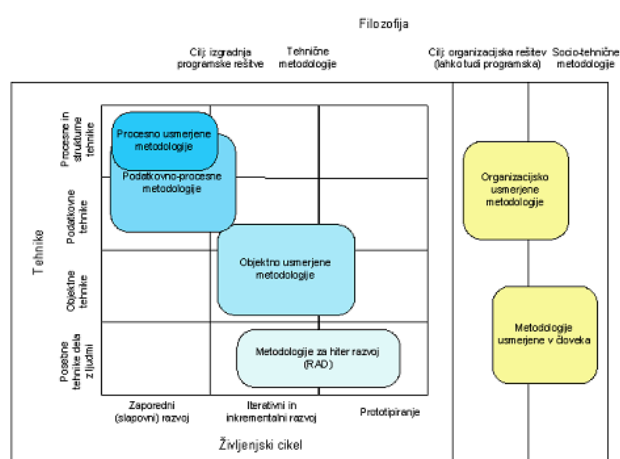 Filozofija
Cilj: izgradnja
programske rešitve
Tehnične
metodologije
Cilj: organizacijska rešitev
(lahko tudi programska)
Socio-tehnične
metodologije
Tehnike
Procesne in
strukturne
tehnike
Podatkovne
tehnike
Objektne
tehnike
Posebne
tehnike dela
z ljudmi
Procesno usmerjene
metodologije
Podatkovno-procesne
metodologije
Objektno usmerjene
metodologije
Metodologije za hiter razvoj
(RAD)
Organizacijsko
usmerjene
metodologije
Metodologije
usmerjene v človeka
Zaporedni
(slapovni) razvoj
Iterativni in
inkrementalni razvoj
Prototipiranje
Življenjski cikel